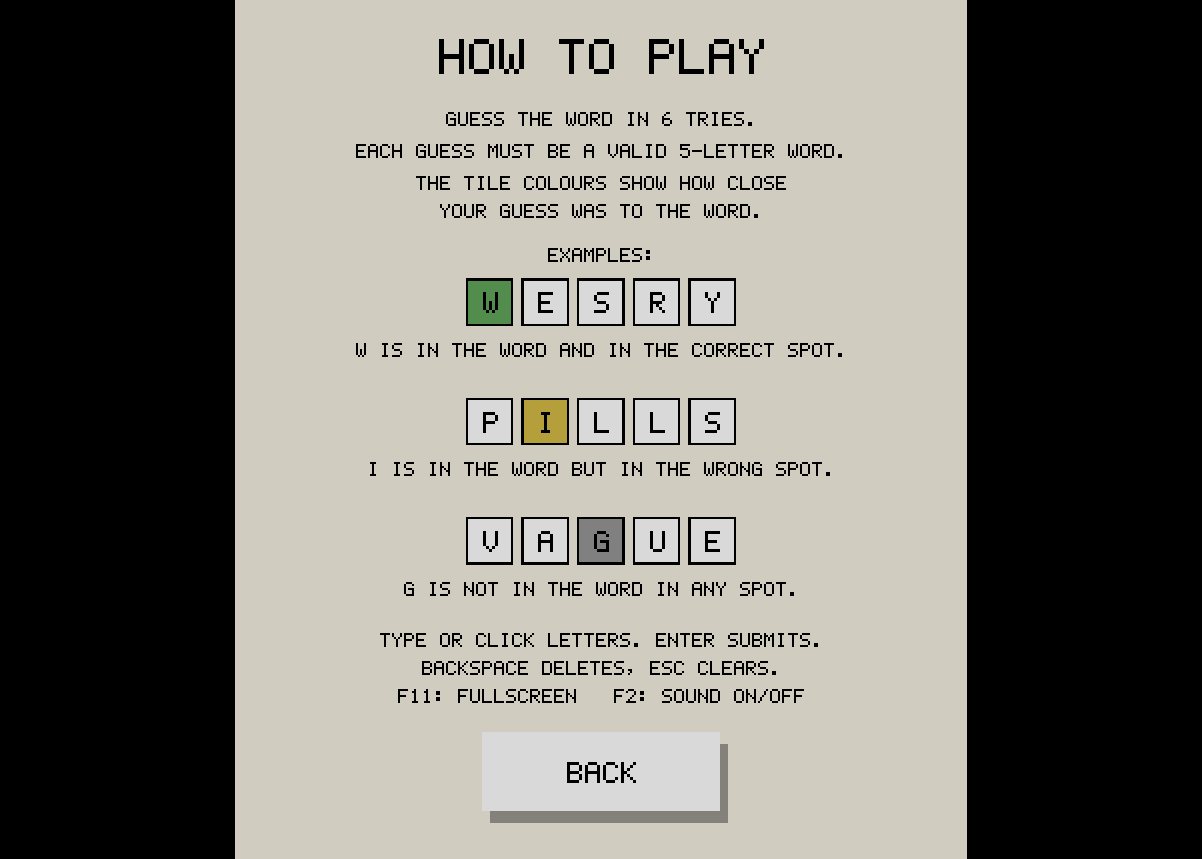 HOW TO PLAY
GUESS THE WORD IN 6 TRIES.
EACH GUESS MUST BE A VALID 5-LETTER WORD.
THE TILE COLOURS SHOW HOW CLOSE
YOUR GUESS WAS TO THE WORD.
EXAMPLES:
W E S R Y
W IS IN THE WORD AND IN THE CORRECT SPOT.
P I L L S
I IS IN THE WORD BUT IN THE WRONG SPOT.
V A G U E
G IS NOT IN THE WORD IN ANY SPOT.
TYPE OR CLICK LETTERS. ENTER SUBMITS.
BACKSPACE DELETES, ESC CLEARS.
F11: FULLSCREEN F2: SOUND ON/OFF
BACK